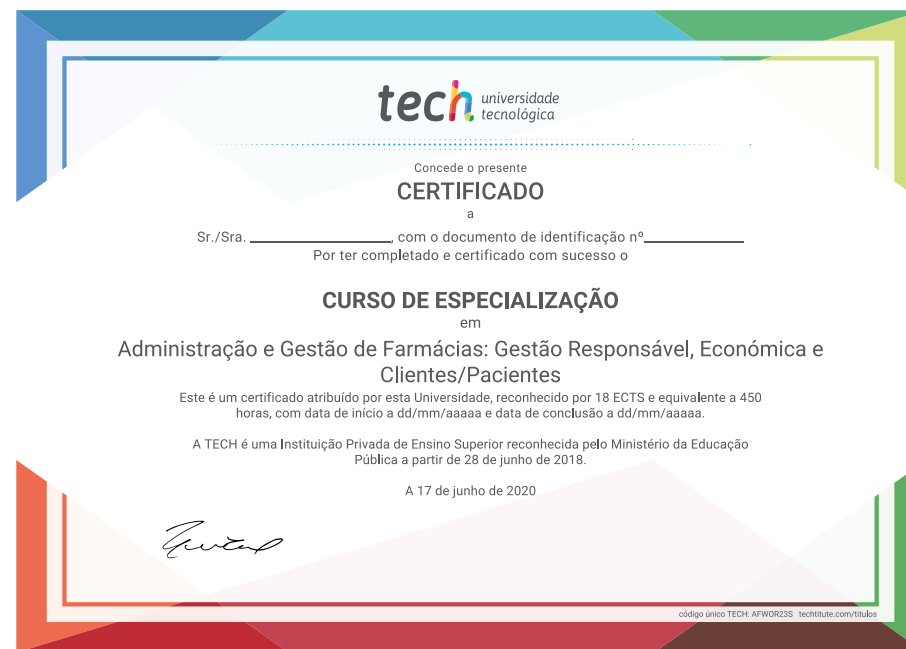 tech universidade
tecnológica
Concede o presente
CERTIFICADO
a
Sr./Sra. ____________________, com o documento de identificação nº______________
Por ter completado e certificado com sucesso o
CURSO DE ESPECIALIZAÇÃO
em
Administração e Gestão de Farmácias: Gestão Responsável, Económica e
Clientes/Pacientes
Este é um certificado atribuído por esta Universidade, reconhecido por 18 ECTS e equivalente a 450
horas, com data de início a dd/mm/aaaaa e data de conclusão a dd/mm/aaaaa.
A TECH é uma Instituição Privada de Ensino Superior reconhecida pelo Ministério da Educação
Pública a partir de 28 de junho de 2018.
A 17 de junho de 2020
código único TECH: AFWOR23S techtitute.com/titulos